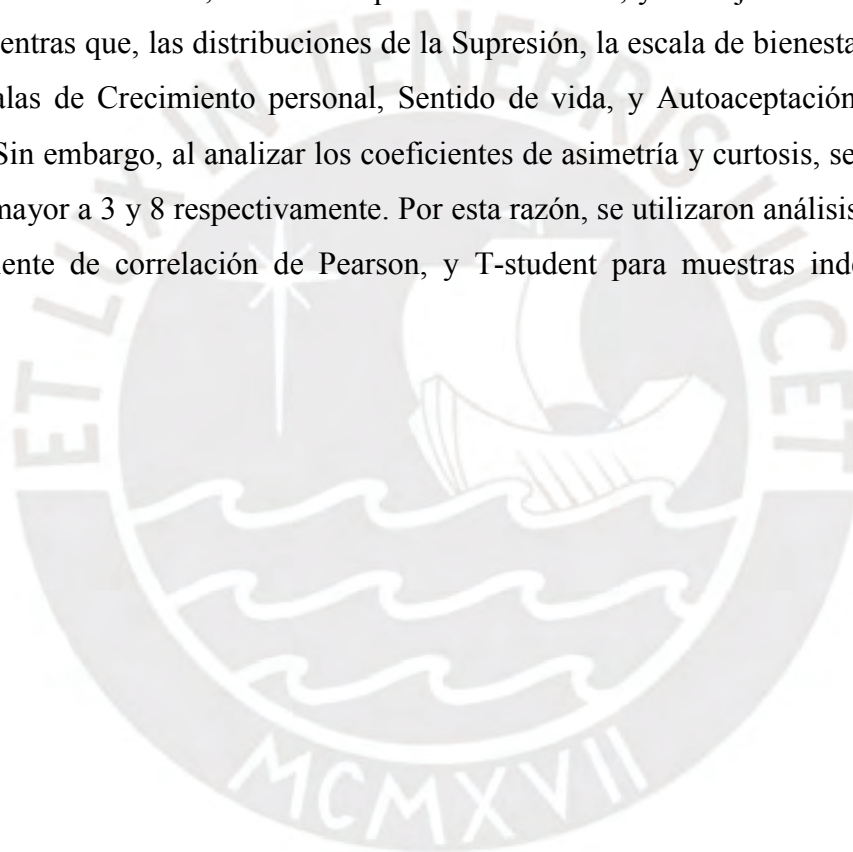 entras que, las distribuciones de la Supresión, la escala de bienesta
alas de Crecimiento personal, Sentido de vida, y Autoaceptación
Sin embargo, al analizar los coeficientes de asimetría y curtosis, se
mayor a 3 y 8 respectivamente. Por esta razón, se utilizaron análisis
iente de correlación de Pearson, y T-student para muestras ind
ET LUX IN TENEBRIS LUCET
MCMXVII